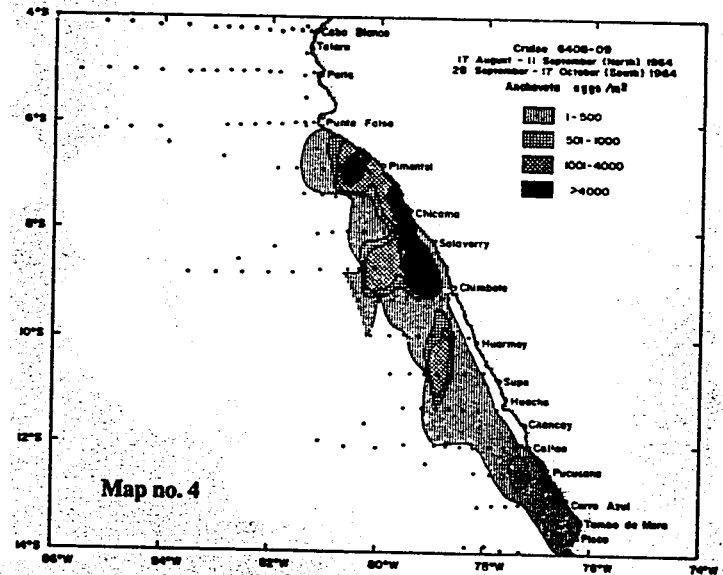 4°S
6°S
8°S
10°S
12°S
14°S
86°W
84°W
82°W
80°W
78°W
76°W
74°W
Cabo Blanco
Talara
Paita
Punta Falsa
Pimentel
Chicama
Salaverry
Chimbote
Huarmey
Supe
Huacho
Chancay
Callao
Pucusana
Cerro Azul
Tambo de Mora
Pisco
Cruise 6408-09
17 August - 11 September (North) 1964
28 September - 17 October (South) 1964
Anchoveta eggs/m²
1-500
501-1000
1001-4000
>4000
Map no. 4